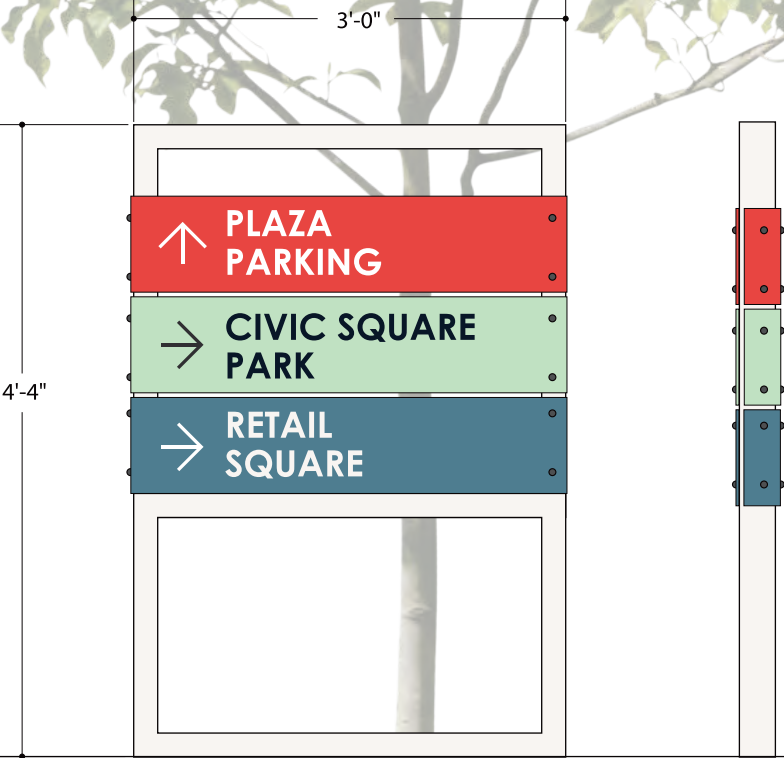 3'-0"
PLAZA
PARKING
CIVIC SQUARE
PARK
4'-4"
RETAIL
SQUARE